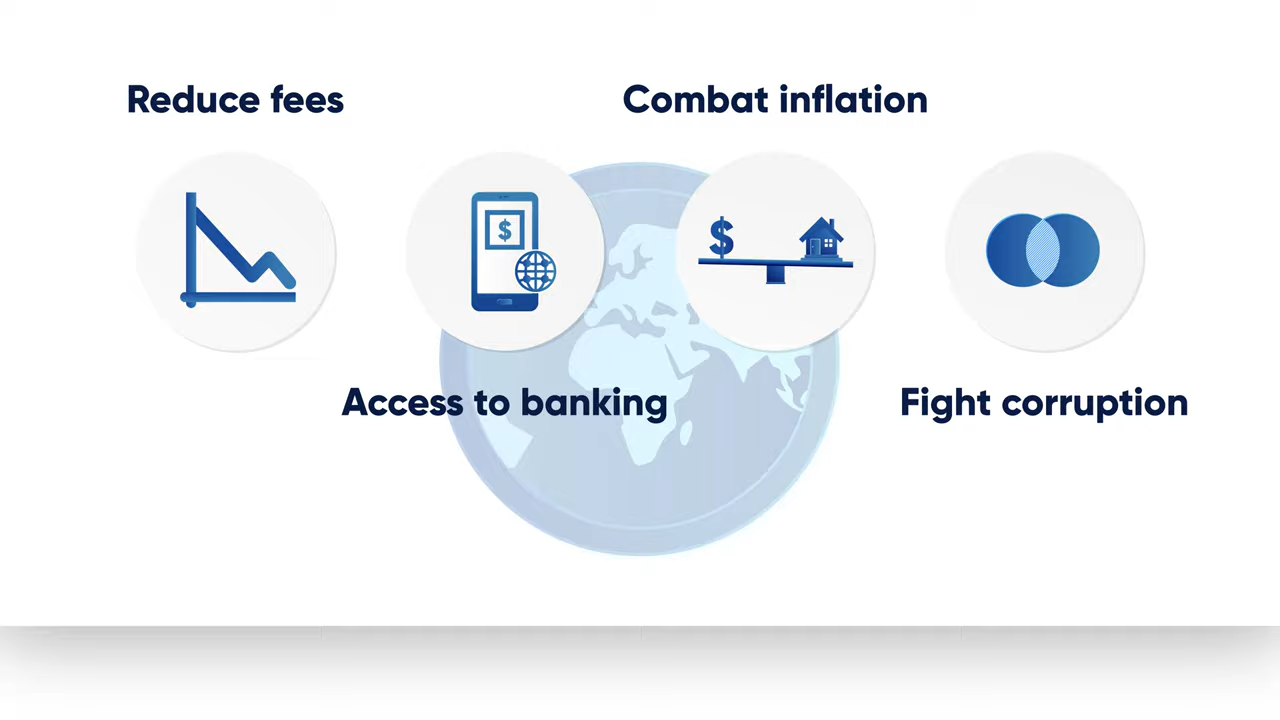 Reduce fees
Combat inflation
$
$
Access to banking
Fight corruption